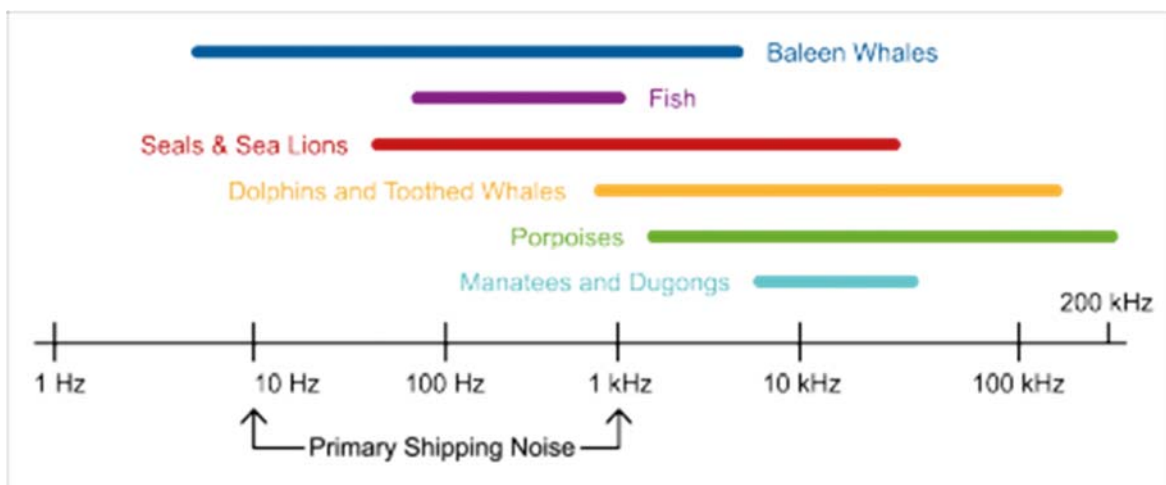 Baleen Whales
Fish
Seals & Sea Lions
Dolphins and Toothed Whales
Porpoises
Manatees and Dugongs
200 kHz
1 Hz 10 Hz 100 Hz 1 kHz 10 kHz 100 kHz
Primary Shipping Noise